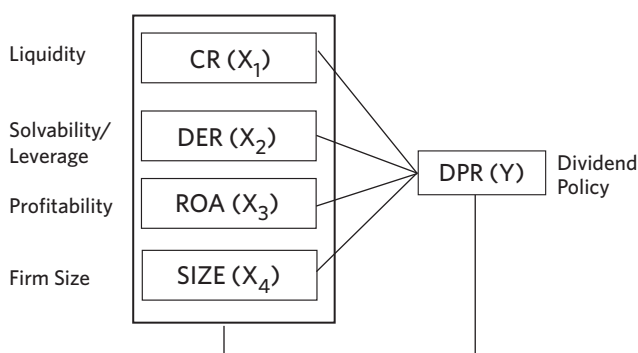 Liquidity
CR (X₁)
Solvability/
Leverage
DER (X₂)
Profitability
ROA (X₃)
Firm Size
SIZE (X₄)
DPR (Y)
Dividend
Policy